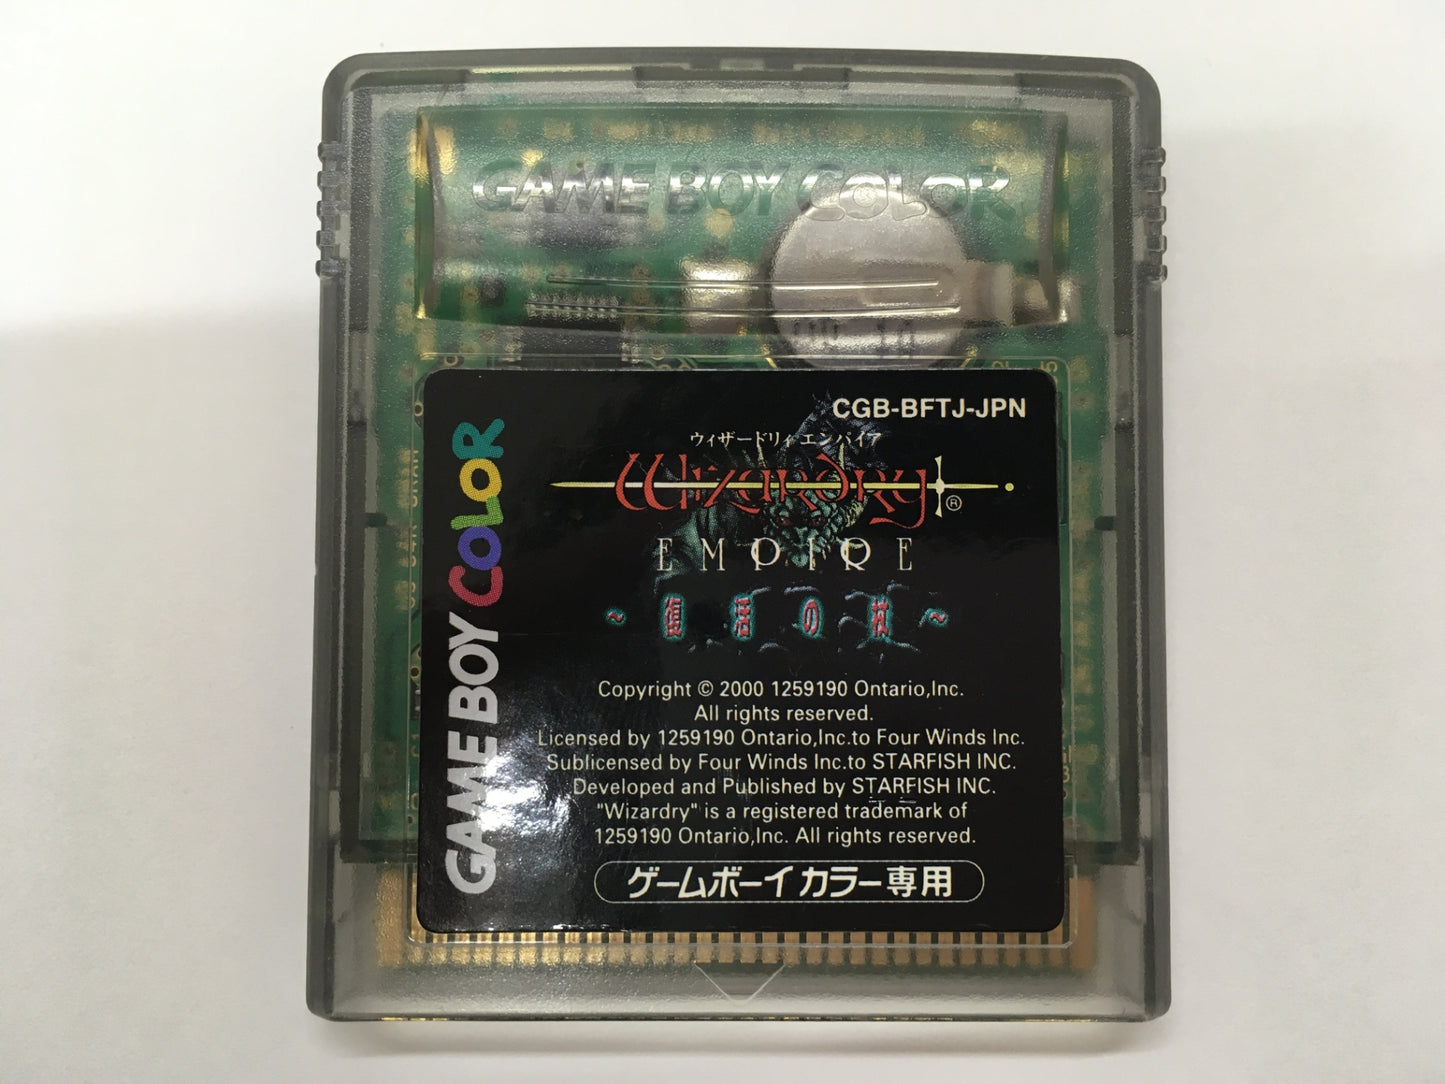 GAME BOY COLOR
CGB-BFTJ-JPN
ウィザードリィ エンパイア
Wizardry®
EMPIRE
~復活の杖~
Copyright © 2000 1259190 Ontario,Inc.
All rights reserved.
Licensed by 1259190 Ontario,Inc.to Four Winds Inc.
Sublicensed by Four Winds Inc.to STARFISH INC.
Developed and Published by STARFISH INC.
"Wizardry" is a registered trademark of
1259190 Ontario,Inc. All rights reserved.
ゲームボーイカラー専用
GAME BOY COLOR